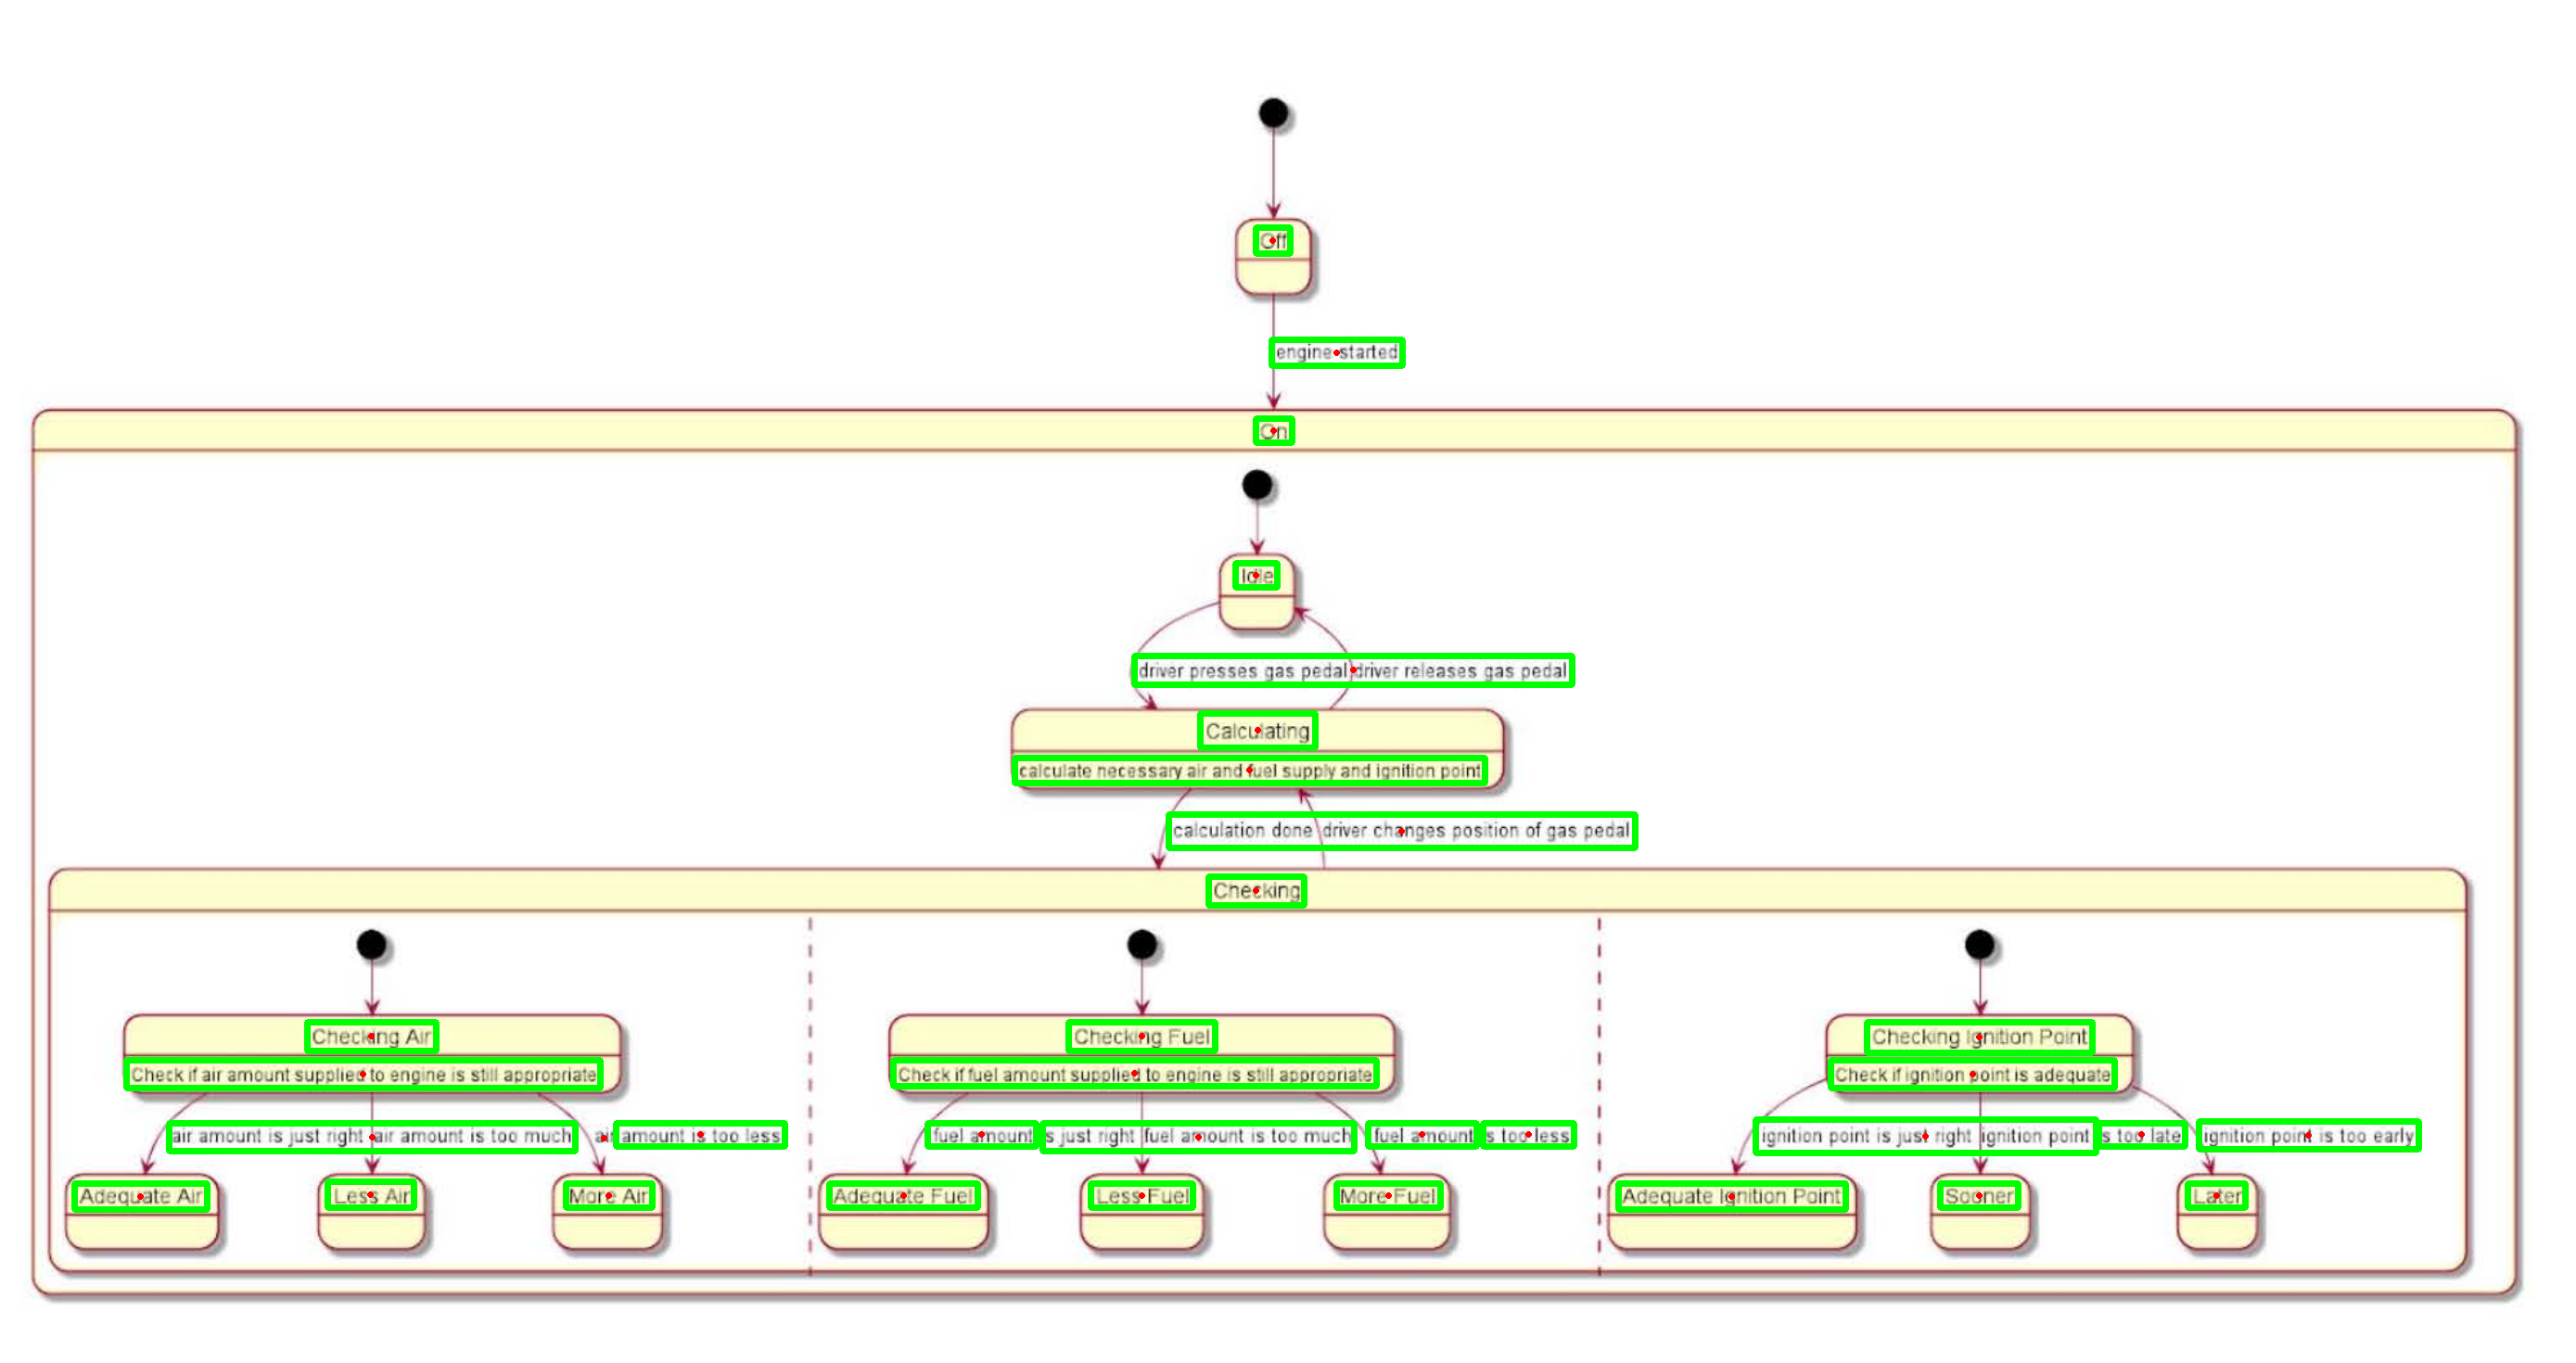 Off
engine started
On
Idle
driver presses gas pedal driver releases gas pedal
Calculating
calculate necessary air and fuel supply and ignition point
calculation done driver changes position of gas pedal
Checking
Checking Air
Check if air amount supplied to engine is still appropriate
air amount is just right air amount is too much air amount is too less
Adequate Air Less Air More Air
Checking Fuel
Check if fuel amount supplied to engine is still appropriate
fuel amount is just right fuel amount is too much fuel amount is too less
Adequate Fuel Less Fuel More Fuel
Checking Ignition Point
Check if ignition point is adequate
ignition point is just right ignition point is too late ignition point is too early
Adequate Ignition Point Sooner Later